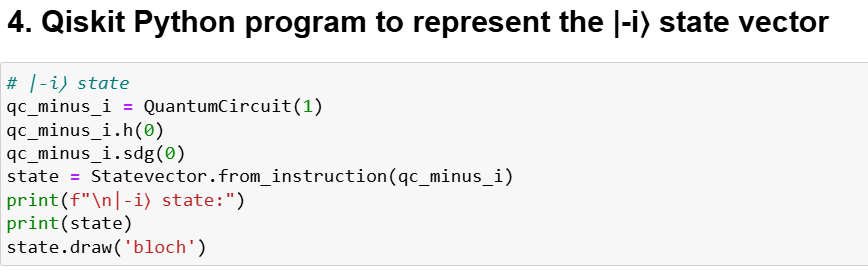 4. Qiskit Python program to represent the |-i⟩ state vector
# |-i⟩ state
qc_minus_i = QuantumCircuit(1)
qc_minus_i.h(0)
qc_minus_i.sdg(0)
state = Statevector.from_instruction(qc_minus_i)
print(f"\n|-i⟩ state:")
print(state)
state.draw('bloch')